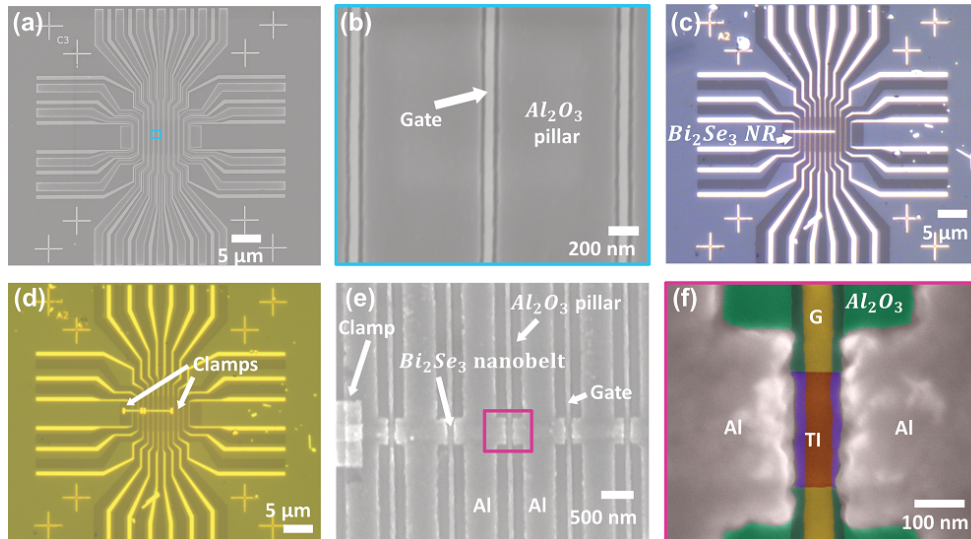 (a)
C3
5 μm
(b)
Gate
Al₂O₃
pillar
200 nm
(c)
A2
Bi₂Se₃ NR
5 μm
(d)
A2
Clamps
5 μm
(e)
Al₂O₃ pillar
Clamp
Bi₂Se₃ nanobelt
Gate
Al
Al
500 nm
(f)
G
Al₂O₃
Al
TI
Al
100 nm